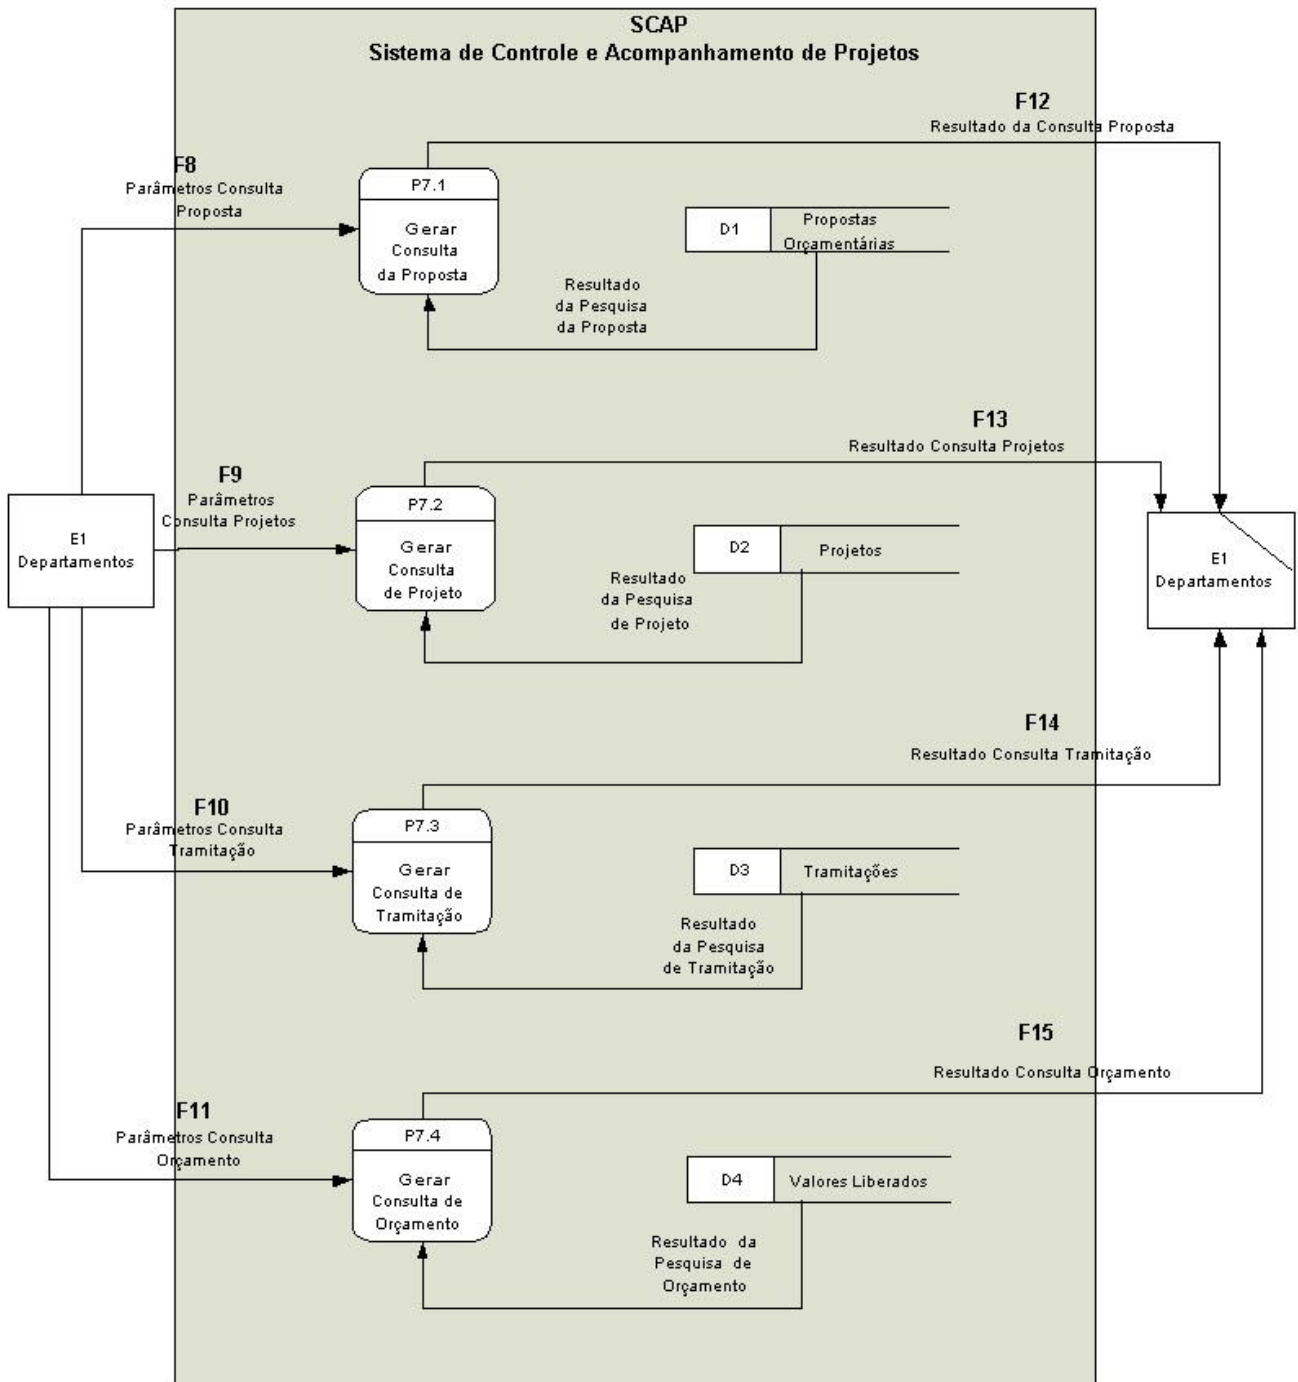 SCAP
Sistema de Controle e Acompanhamento de Projetos
F12
Resultado da Consulta Proposta
F8
Parâmetros Consulta
Proposta
P7.1
Gerar
Consulta
da Proposta
D1
Propostas
Orçamentárias
Resultado
da Pesquisa
da Proposta
F13
Resultado Consulta Projetos
F9
Parâmetros
Consulta Projetos
P7.2
Gerar
Consulta
de Projeto
D2
Projetos
Resultado
da Pesquisa
de Projeto
E1
Departamentos
E1
Departamentos
F14
Resultado Consulta Tramitação
F10
Parâmetros Consulta
Tramitação
P7.3
Gerar
Consulta de
Tramitação
D3
Tramitações
Resultado
da Pesquisa
de Tramitação
F15
Resultado Consulta Orçamento
F11
Parâmetros Consulta
Orçamento
P7.4
Gerar
Consulta de
Orçamento
D4
Valores Liberados
Resultado da
Pesquisa de
Orçamento